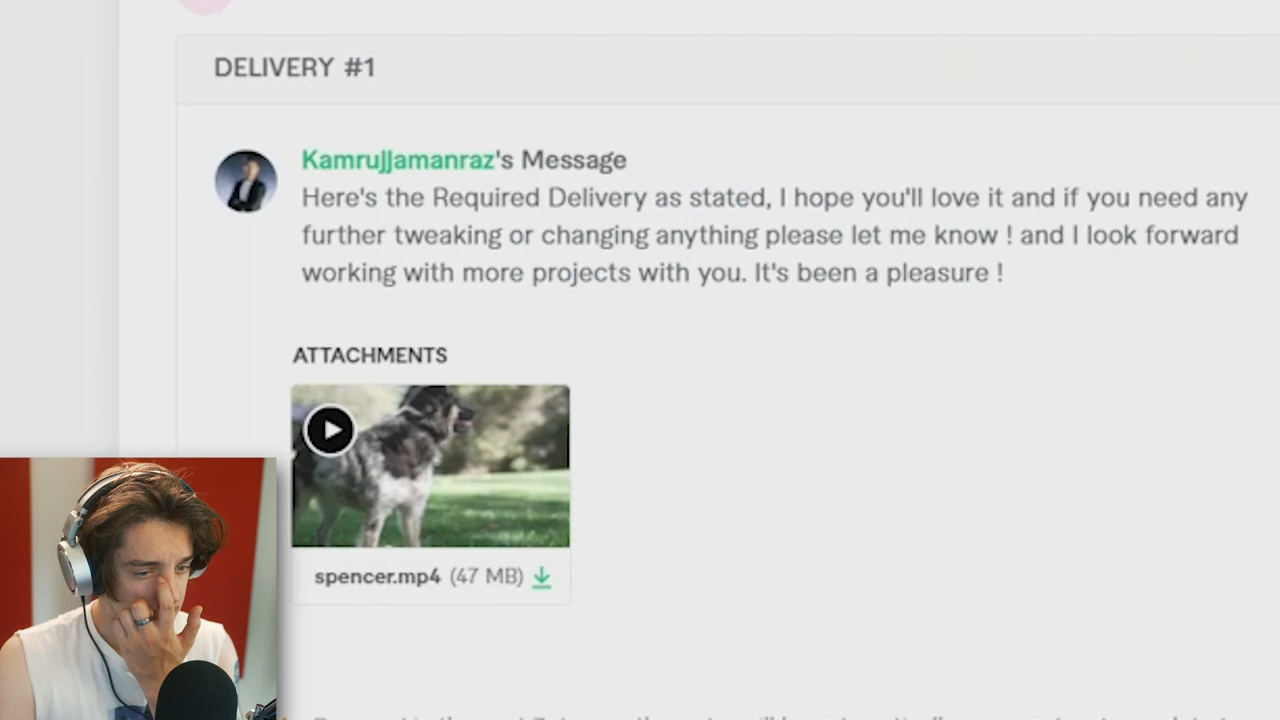 DELIVERY #1
Kamrujjamanraz's Message
Here's the Required Delivery as stated, I hope you'll love it and if you need any
further tweaking or changing anything please let me know ! and I look forward
working with more projects with you. It's been a pleasure !
ATTACHMENTS
spencer.mp4 (47 MB)